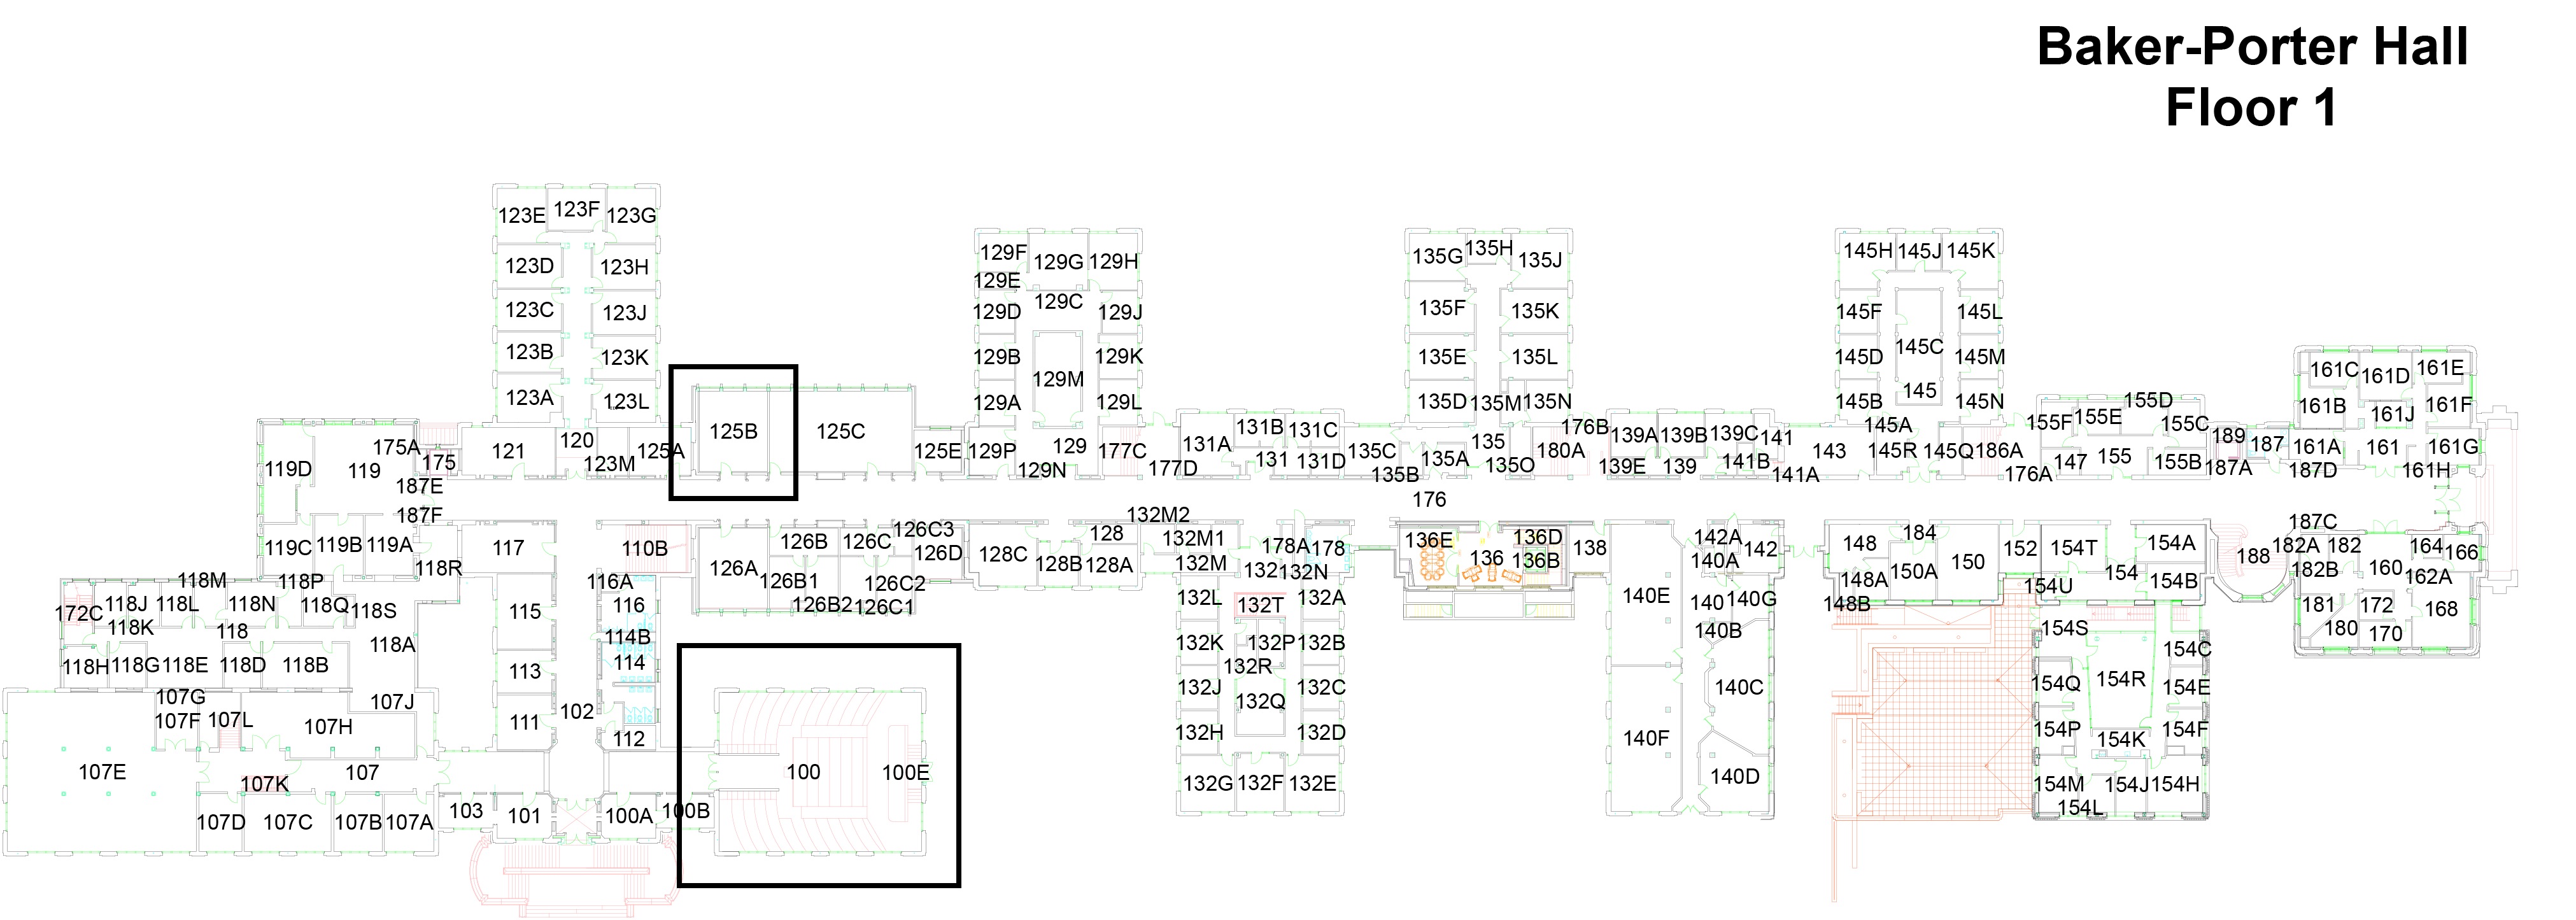 Baker-Porter Hall
Floor 1
123E
123F
123G
123D
123H
123C
123J
123B
123K
123A
123L
129F
129G
129H
129E
129C
129D
129J
129B
129K
129M
129A
129L
135G
135H
135J
135F
135K
135E
135L
135D
135M
135N
145H
145J
145K
145F
145L
145C
145D
145M
145
145B
145N
161C
161D
161E
161B
161J
161F
155D
155F
155E
155C
119D
119
175A
175
121
120
123M
125A
125B
125C
125E
129P
129
129N
177C
177D
131A
131B
131C
131
131D
135C
135B
135A
135
135O
176B
180A
139A
139B
139C
141
139E
139
141B
141A
143
145A
145R
145Q
186A
176A
147
155
155B
189
187
187A
161A
161
161G
187D
161H
187E
187F
176
187C
119C
119B
119A
118R
117
110B
116A
126A
126B
126C
126C3
126D
126B1
126C2
126B2
126C1
128C
128B
128
128A
132M2
132M1
132M
178A
178
132
132N
136E
136
136D
136B
138
142A
142
140A
148
184
148A
150A
150
148B
152
154T
154
154A
154U
154B
188
182A
182
182B
160
164
166
162A
181
172
168
180
170
172C
118M
118P
118J
118L
118N
118Q
118S
118K
118
118A
118H
118G
118E
118D
118B
115
116
114B
113
114
111
102
112
132L
132T
132A
132K
132P
132B
132R
132J
132Q
132C
132H
132D
132G
132F
132E
140E
140
140G
140B
140C
140F
140D
154S
154C
154Q
154R
154E
154P
154K
154F
154M
154J
154H
154L
107G
107J
107F
107L
107H
107E
107K
107
107D
107C
107B
107A
103
101
100A
100B
100
100E